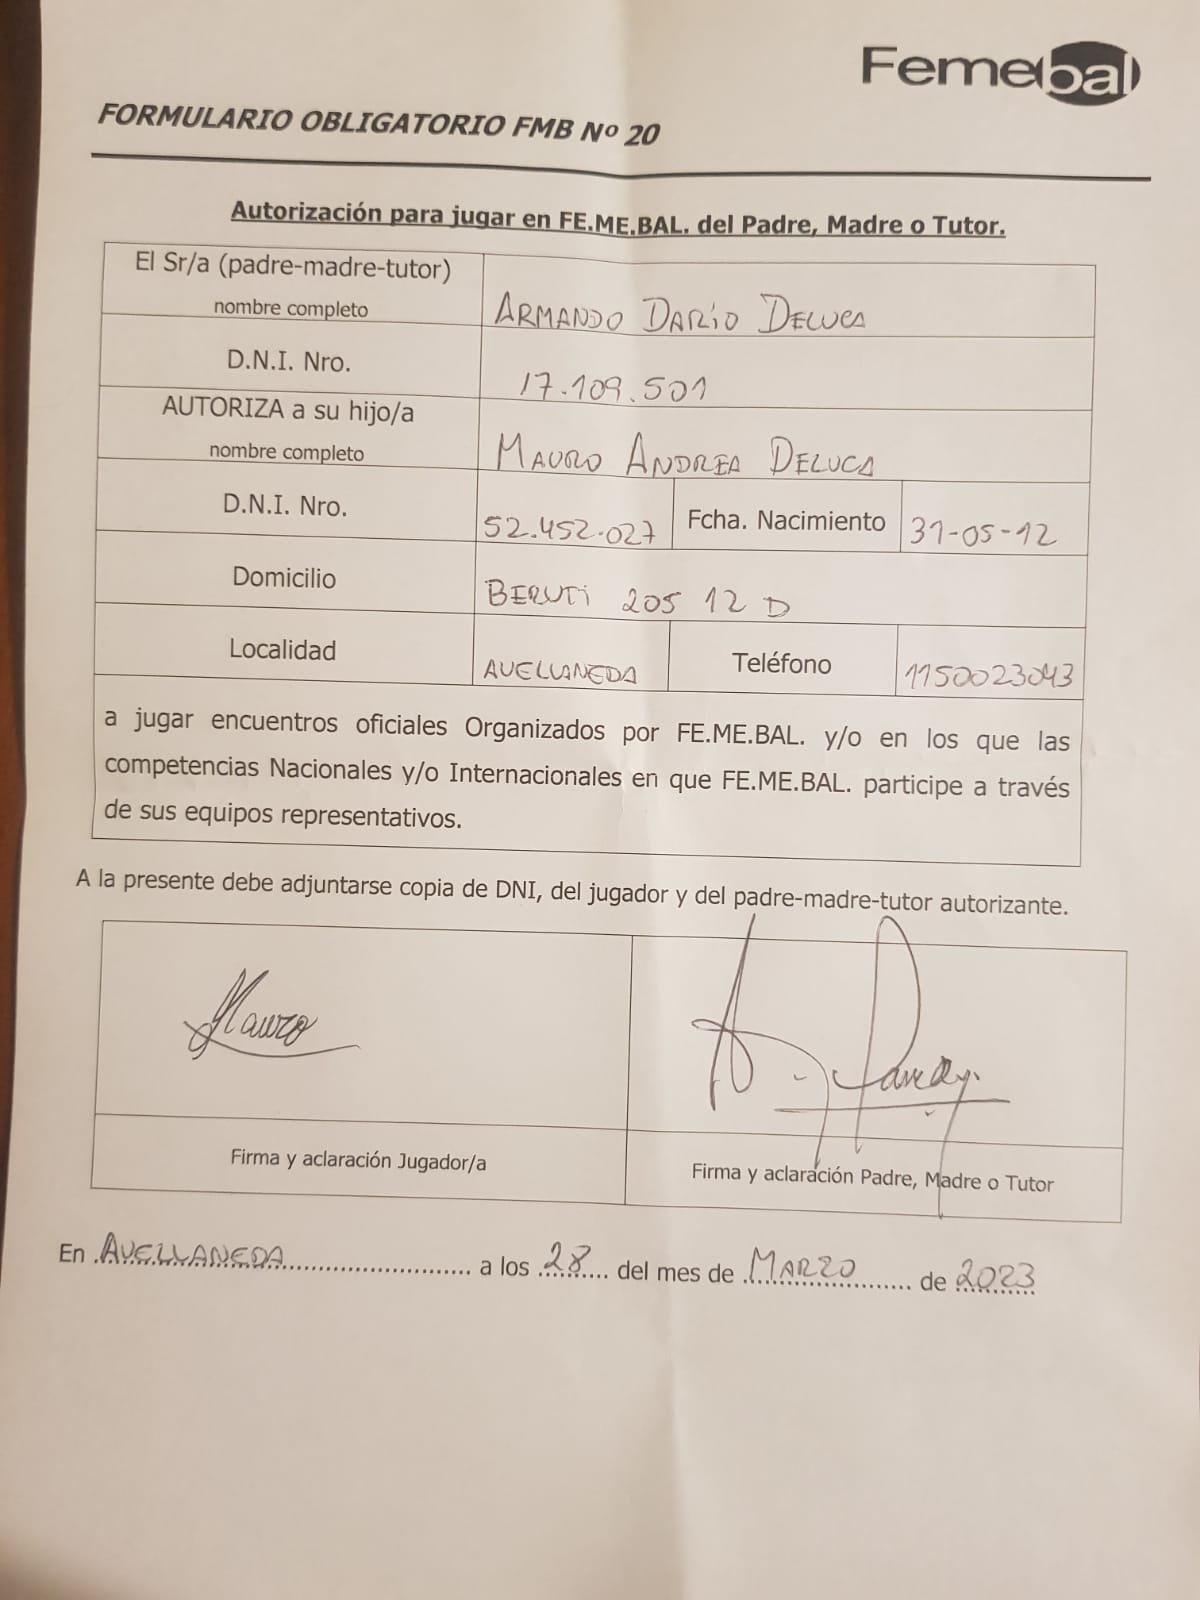 Femebal
FORMULARIO OBLIGATORIO FMB Nº 20
Autorización para jugar en FE.ME.BAL. del Padre, Madre o Tutor.
El Sr/a (padre-madre-tutor)
nombre completo
ARMANDO DARÍO DELUCA
D.N.I. Nro.
17.109.501
AUTORIZA a su hijo/a
nombre completo
MAURO ANDREA DELUCA
D.N.I. Nro.
52.452.027
Fcha. Nacimiento
31-05-12
Domicilio
BERUTI 205 12 D
Localidad
AVELLANEDA
Teléfono
1150023043
a jugar encuentros oficiales Organizados por FE.ME.BAL. y/o en los que las
competencias Nacionales y/o Internacionales en que FE.ME.BAL. participe a través
de sus equipos representativos.
A la presente debe adjuntarse copia de DNI, del jugador y del padre-madre-tutor autorizante.
Mauro
Firma y aclaración Jugador/a
Firma y aclaración Padre, Madre o Tutor
En AVELLANEDA a los 28 del mes de MARZO de 2023